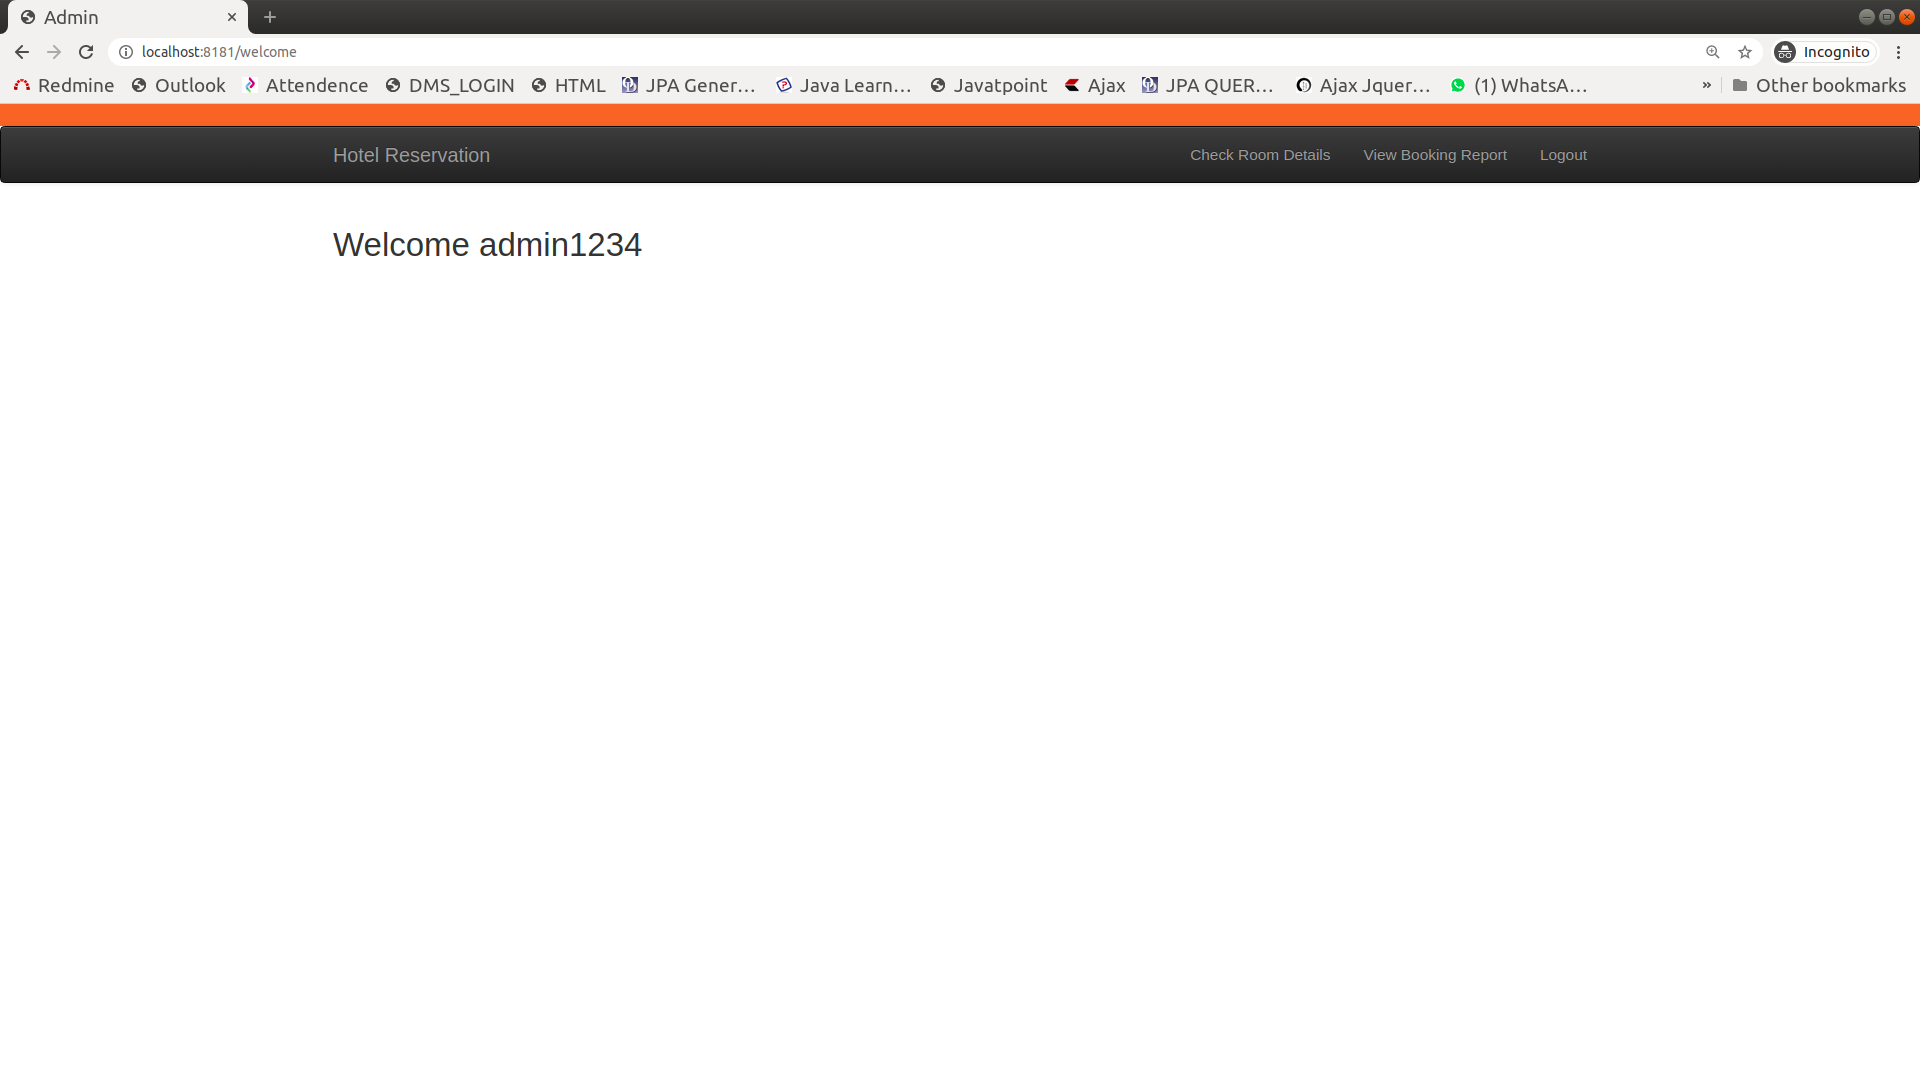 Admin
localhost:8181/welcome
Incognito
Redmine Outlook Attendence DMS_LOGIN HTML JPA Gener... Java Learn... Javatpoint Ajax JPA QUER... Ajax Jquer... (1) WhatsA... » Other bookmarks
Hotel Reservation Check Room Details View Booking Report Logout
Welcome admin1234